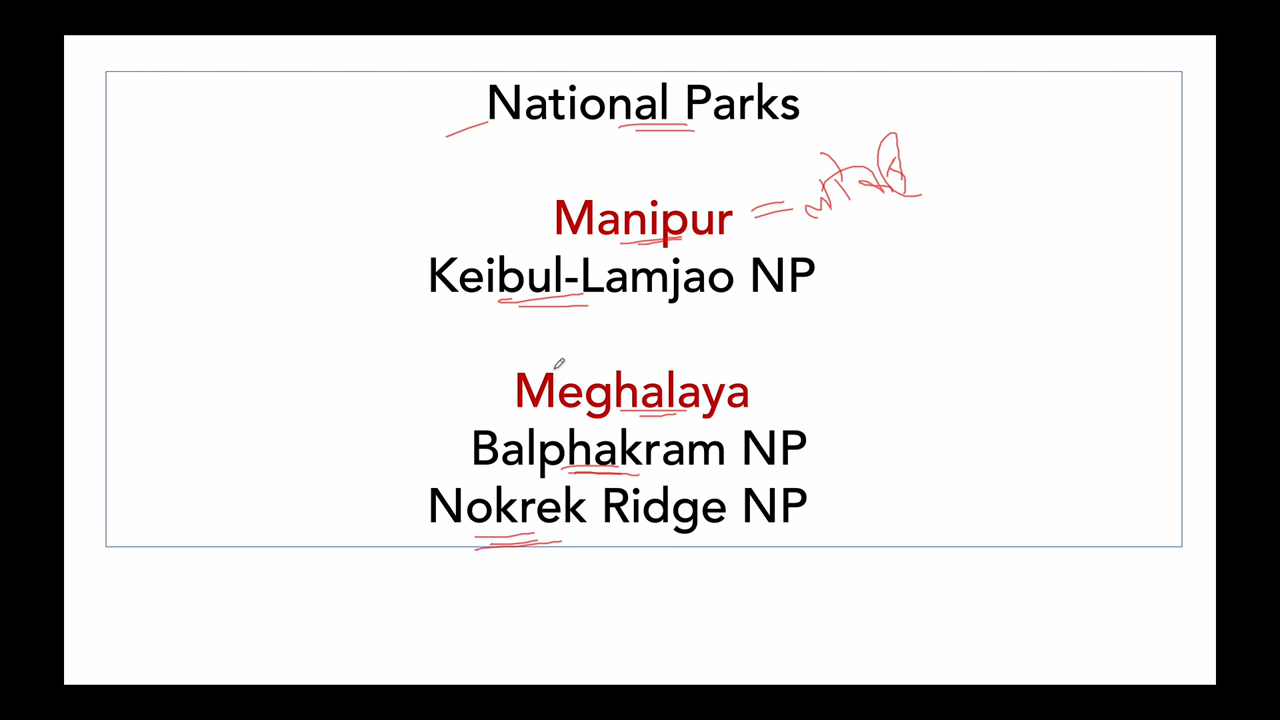 National Parks
Manipur =
Keibul-Lamjao NP
Meghalaya
Balphakram NP
Nokrek Ridge NP